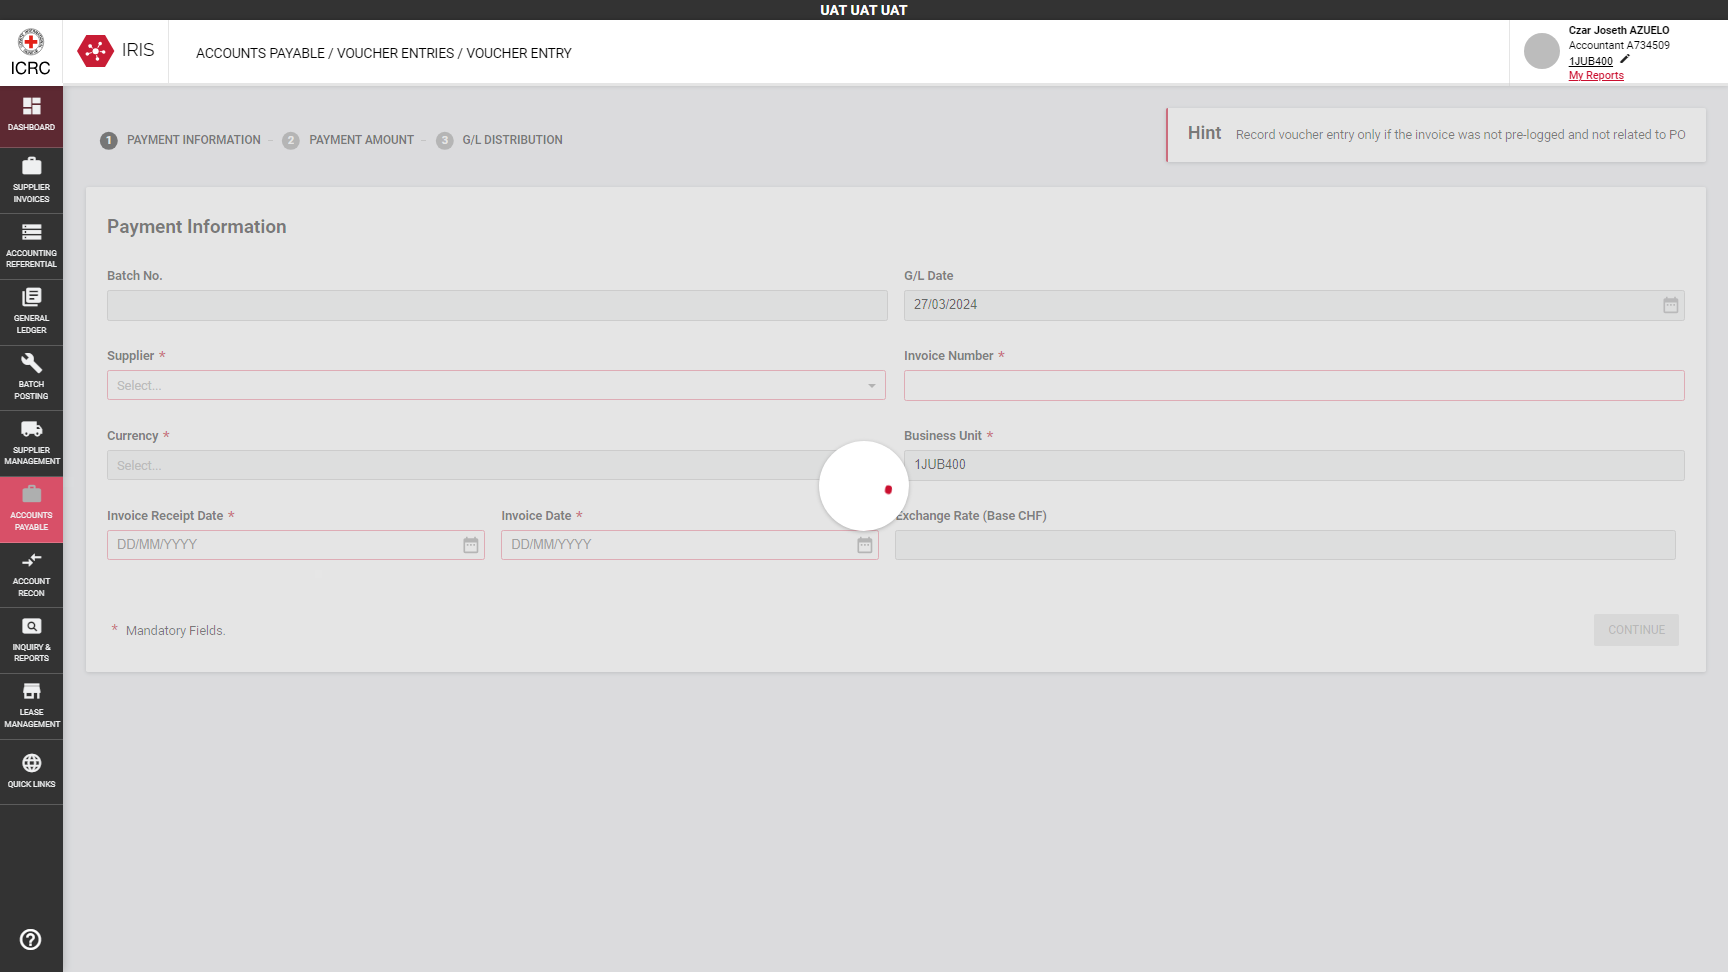 UAT UAT UAT
ICRC
IRIS
ACCOUNTS PAYABLE / VOUCHER ENTRIES / VOUCHER ENTRY
Czar Joseth AZUELO
Accountant A734509
1JUB400
My Reports
DASHBOARD
SUPPLIER
INVOICES
ACCOUNTING
REFERENTIAL
GENERAL
LEDGER
BATCH
POSTING
SUPPLIER
MANAGEMENT
ACCOUNTS
PAYABLE
ACCOUNT
RECON
INQUIRY &
REPORTS
LEASE
MANAGEMENT
QUICK LINKS
1 PAYMENT INFORMATION - 2 PAYMENT AMOUNT - 3 G/L DISTRIBUTION
Hint Record voucher entry only if the invoice was not pre-logged and not related to PO
Payment Information
Batch No.
G/L Date
27/03/2024
Supplier *
Select...
Invoice Number *
Currency *
Select...
Business Unit *
1JUB400
Invoice Receipt Date *
DD/MM/YYYY
Invoice Date *
DD/MM/YYYY
Exchange Rate (Base CHF)
* Mandatory Fields.
CONTINUE